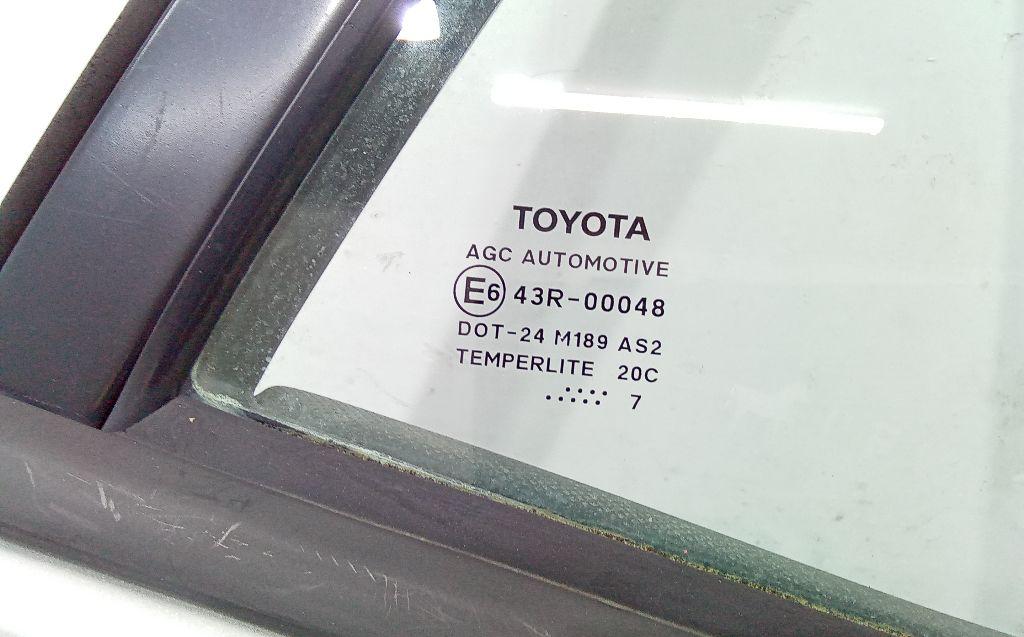 TOYOTA
AGC AUTOMOTIVE
E6 43R-00048
DOT-24 M189 AS2
TEMPERLITE 20C
7